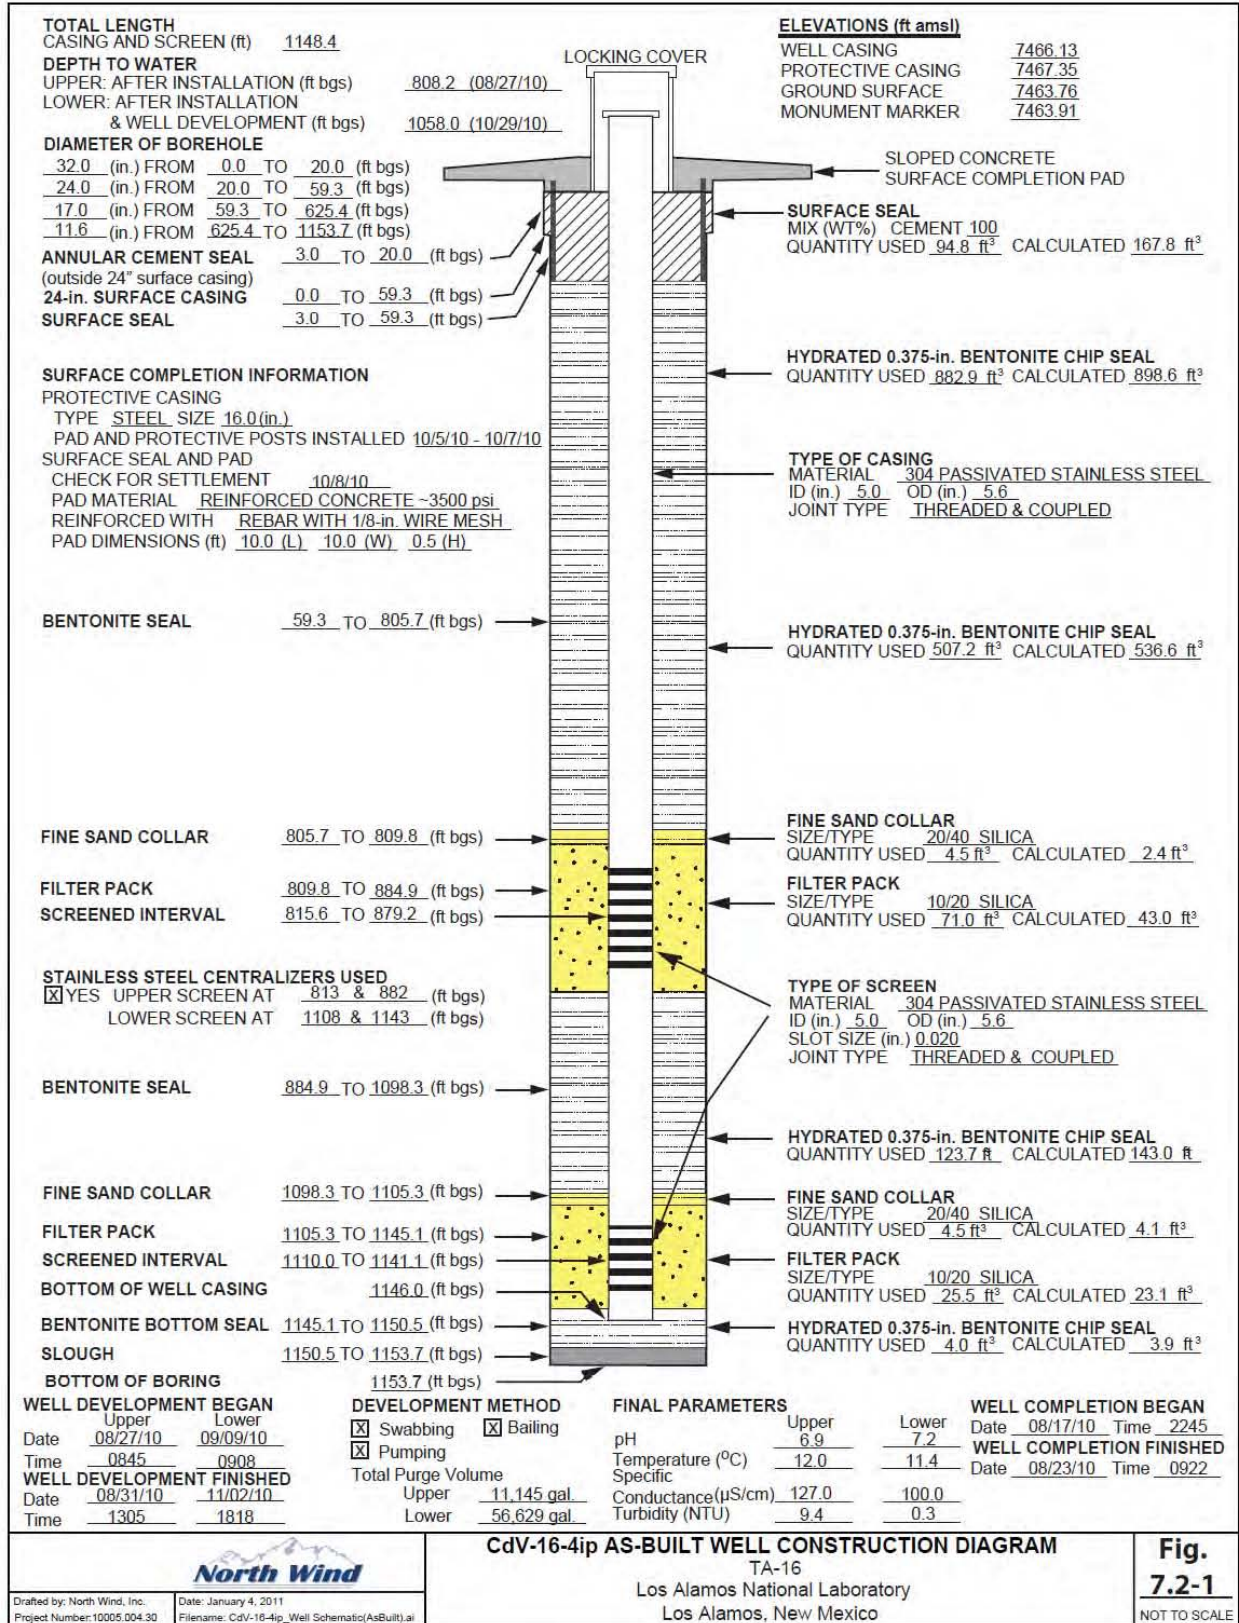 TOTAL LENGTH
CASING AND SCREEN (ft) 1148.4
DEPTH TO WATER
UPPER: AFTER INSTALLATION (ft bgs) 808.2 (08/27/10)
LOWER: AFTER INSTALLATION
& WELL DEVELOPMENT (ft bgs) 1058.0 (10/29/10)
DIAMETER OF BOREHOLE
32.0 (in.) FROM 0.0 TO 20.0 (ft bgs)
24.0 (in.) FROM 20.0 TO 59.3 (ft bgs)
17.0 (in.) FROM 59.3 TO 625.4 (ft bgs)
11.6 (in.) FROM 625.4 TO 1153.7 (ft bgs)
ANNULAR CEMENT SEAL 3.0 TO 20.0 (ft bgs)
(outside 24" surface casing)
24-in. SURFACE CASING 0.0 TO 59.3 (ft bgs)
SURFACE SEAL 3.0 TO 59.3 (ft bgs)
SURFACE COMPLETION INFORMATION
PROTECTIVE CASING
TYPE STEEL SIZE 16.0 (in.)
PAD AND PROTECTIVE POSTS INSTALLED 10/5/10 - 10/7/10
SURFACE SEAL AND PAD
CHECK FOR SETTLEMENT 10/8/10
PAD MATERIAL REINFORCED CONCRETE ~3500 psi
REINFORCED WITH REBAR WITH 1/8-in. WIRE MESH
PAD DIMENSIONS (ft) 10.0 (L) 10.0 (W) 0.5 (H)
BENTONITE SEAL 59.3 TO 805.7 (ft bgs)
FINE SAND COLLAR 805.7 TO 809.8 (ft bgs)
FILTER PACK 809.8 TO 884.9 (ft bgs)
SCREENED INTERVAL 815.6 TO 879.2 (ft bgs)
STAINLESS STEEL CENTRALIZERS USED
X YES UPPER SCREEN AT 813 & 882 (ft bgs)
LOWER SCREEN AT 1108 & 1143 (ft bgs)
BENTONITE SEAL 884.9 TO 1098.3 (ft bgs)
FINE SAND COLLAR 1098.3 TO 1105.3 (ft bgs)
FILTER PACK 1105.3 TO 1145.1 (ft bgs)
SCREENED INTERVAL 1110.0 TO 1141.1 (ft bgs)
BOTTOM OF WELL CASING 1146.0 (ft bgs)
BENTONITE BOTTOM SEAL 1145.1 TO 1150.5 (ft bgs)
SLOUGH 1150.5 TO 1153.7 (ft bgs)
BOTTOM OF BORING 1153.7 (ft bgs)
LOCKING COVER
ELEVATIONS (ft amsl)
WELL CASING 7466.13
PROTECTIVE CASING 7467.35
GROUND SURFACE 7463.76
MONUMENT MARKER 7463.91
SLOPED CONCRETE
SURFACE COMPLETION PAD
SURFACE SEAL
MIX (WT%) CEMENT 100
QUANTITY USED 94.8 ft³ CALCULATED 167.8 ft³
HYDRATED 0.375-in. BENTONITE CHIP SEAL
QUANTITY USED 882.9 ft³ CALCULATED 898.6 ft³
TYPE OF CASING
MATERIAL 304 PASSIVATED STAINLESS STEEL
ID (in.) 5.0 OD (in.) 5.6
JOINT TYPE THREADED & COUPLED
HYDRATED 0.375-in. BENTONITE CHIP SEAL
QUANTITY USED 507.2 ft³ CALCULATED 536.6 ft³
FINE SAND COLLAR
SIZE/TYPE 20/40 SILICA
QUANTITY USED 4.5 ft³ CALCULATED 2.4 ft³
FILTER PACK
SIZE/TYPE 10/20 SILICA
QUANTITY USED 71.0 ft³ CALCULATED 43.0 ft³
TYPE OF SCREEN
MATERIAL 304 PASSIVATED STAINLESS STEEL
ID (in.) 5.0 OD (in.) 5.6
SLOT SIZE (in.) 0.020
JOINT TYPE THREADED & COUPLED
HYDRATED 0.375-in. BENTONITE CHIP SEAL
QUANTITY USED 123.7 ft CALCULATED 143.0 ft
FINE SAND COLLAR
SIZE/TYPE 20/40 SILICA
QUANTITY USED 4.5 ft³ CALCULATED 4.1 ft³
FILTER PACK
SIZE/TYPE 10/20 SILICA
QUANTITY USED 25.5 ft³ CALCULATED 23.1 ft³
HYDRATED 0.375-in. BENTONITE CHIP SEAL
QUANTITY USED 4.0 ft³ CALCULATED 3.9 ft³
WELL DEVELOPMENT BEGAN
Upper Lower
Date 08/27/10 09/09/10
Time 0845 0908
WELL DEVELOPMENT FINISHED
Date 08/31/10 11/02/10
Time 1305 1818
DEVELOPMENT METHOD
X Swabbing X Bailing
X Pumping
Total Purge Volume
Upper 11,145 gal.
Lower 56,629 gal.
FINAL PARAMETERS
Upper Lower
pH 6.9 7.2
Temperature (°C) 12.0 11.4
Specific
Conductance (µS/cm) 127.0 100.0
Turbidity (NTU) 9.4 0.3
WELL COMPLETION BEGAN
Date 08/17/10 Time 2245
WELL COMPLETION FINISHED
Date 08/23/10 Time 0922
North Wind
Drafted by: North Wind, Inc.
Project Number: 10005.004.30
Date: January 4, 2011
Filename: CdV-16-4ip_Well Schematic(AsBuilt).ai
CdV-16-4ip AS-BUILT WELL CONSTRUCTION DIAGRAM
TA-16
Los Alamos National Laboratory
Los Alamos, New Mexico
Fig.
7.2-1
NOT TO SCALE